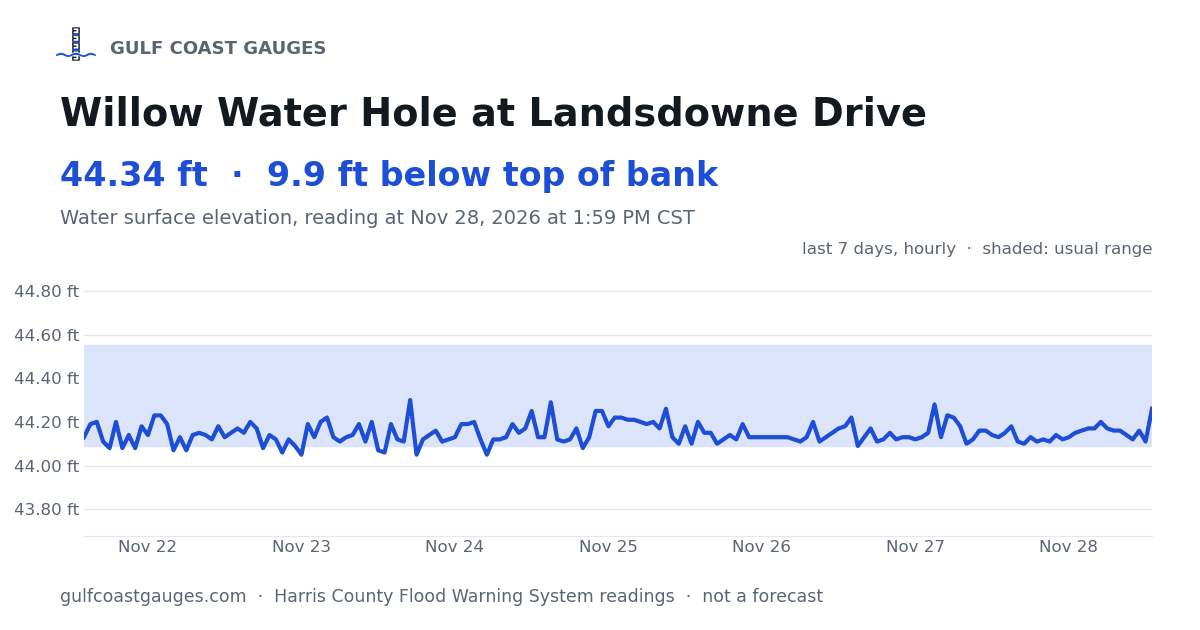 GULF COAST GAUGES
Willow Water Hole at Landsdowne Drive
44.34 ft · 9.9 ft below top of bank
Water surface elevation, reading at Nov 28, 2026 at 1:59 PM CST
last 7 days, hourly · shaded: usual range
44.80 ft
44.60 ft
44.40 ft
44.20 ft
44.00 ft
43.80 ft
Nov 22 Nov 23 Nov 24 Nov 25 Nov 26 Nov 27 Nov 28
gulfcoastgauges.com · Harris County Flood Warning System readings · not a forecast